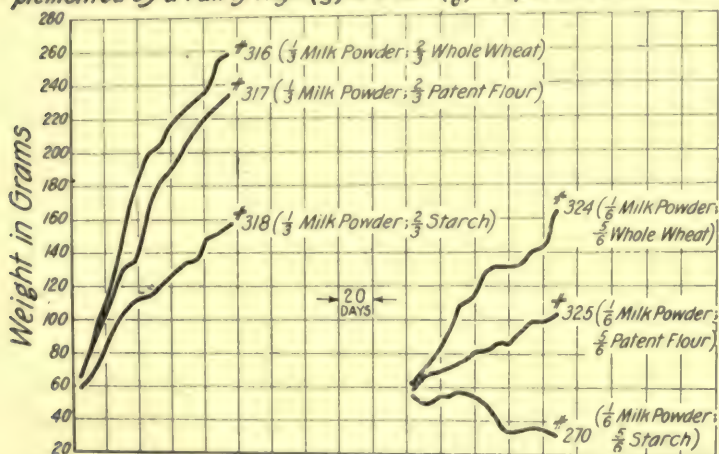 plemented by a
280
260
240
220
200
180
160
140
120
100
80
60
40
20
Weight in Grams
#316 (⅓ Milk Powder; ⅔ Whole Wheat)
#317 (⅓ Milk Powder; ⅔ Patent Flour)
#318 (⅓ Milk Powder; ⅔ Starch)
20
DAYS
#324 (⅙ Milk Powder;
⅚ Whole Wheat)
#325 (⅙ Milk Powder;
⅚ Patent Flour)
#270 (⅙ Milk Powder;
⅚ Starch)